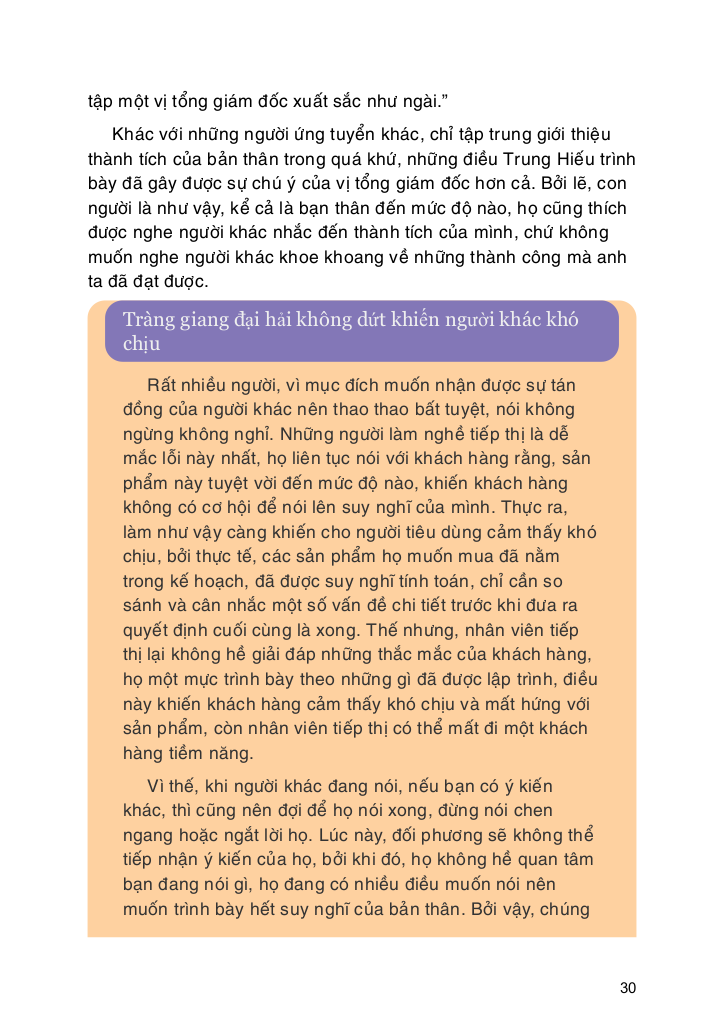 tập một vị tổng giám đốc xuất sắc như ngài.”
Khác với những người ứng tuyển khác, chỉ tập trung giới thiệu
thành tích của bản thân trong quá khứ, những điều Trung Hiếu trình
bày đã gây được sự chú ý của vị tổng giám đốc hơn cả. Bởi lẽ, con
người là như vậy, kể cả là bạn thân đến mức độ nào, họ cũng thích
được nghe người khác nhắc đến thành tích của mình, chứ không
muốn nghe người khác khoe khoang về những thành công mà anh
ta đã đạt được.
Tràng giang đại hải không dứt khiến người khác khó
chịu
Rất nhiều người, vì mục đích muốn nhận được sự tán
đồng của người khác nên thao thao bất tuyệt, nói không
ngừng không nghỉ. Những người làm nghề tiếp thị là dễ
mắc lỗi này nhất, họ liên tục nói với khách hàng rằng, sản
phẩm này tuyệt vời đến mức độ nào, khiến khách hàng
không có cơ hội để nói lên suy nghĩ của mình. Thực ra,
làm như vậy càng khiến cho người tiêu dùng cảm thấy khó
chịu, bởi thực tế, các sản phẩm họ muốn mua đã nằm
trong kế hoạch, đã được suy nghĩ tính toán, chỉ cần so
sánh và cân nhắc một số vấn đề chi tiết trước khi đưa ra
quyết định cuối cùng là xong. Thế nhưng, nhân viên tiếp
thị lại không hề giải đáp những thắc mắc của khách hàng,
họ một mực trình bày theo những gì đã được lập trình, điều
này khiến khách hàng cảm thấy khó chịu và mất hứng với
sản phẩm, còn nhân viên tiếp thị có thể mất đi một khách
hàng tiềm năng.
Vì thế, khi người khác đang nói, nếu bạn có ý kiến
khác, thì cũng nên đợi để họ nói xong, đừng nói chen
ngang hoặc ngắt lời họ. Lúc này, đối phương sẽ không thể
tiếp nhận ý kiến của họ, bởi khi đó, họ không hề quan tâm
bạn đang nói gì, họ đang có nhiều điều muốn nói nên
muốn trình bày hết suy nghĩ của bản thân. Bởi vậy, chúng
30